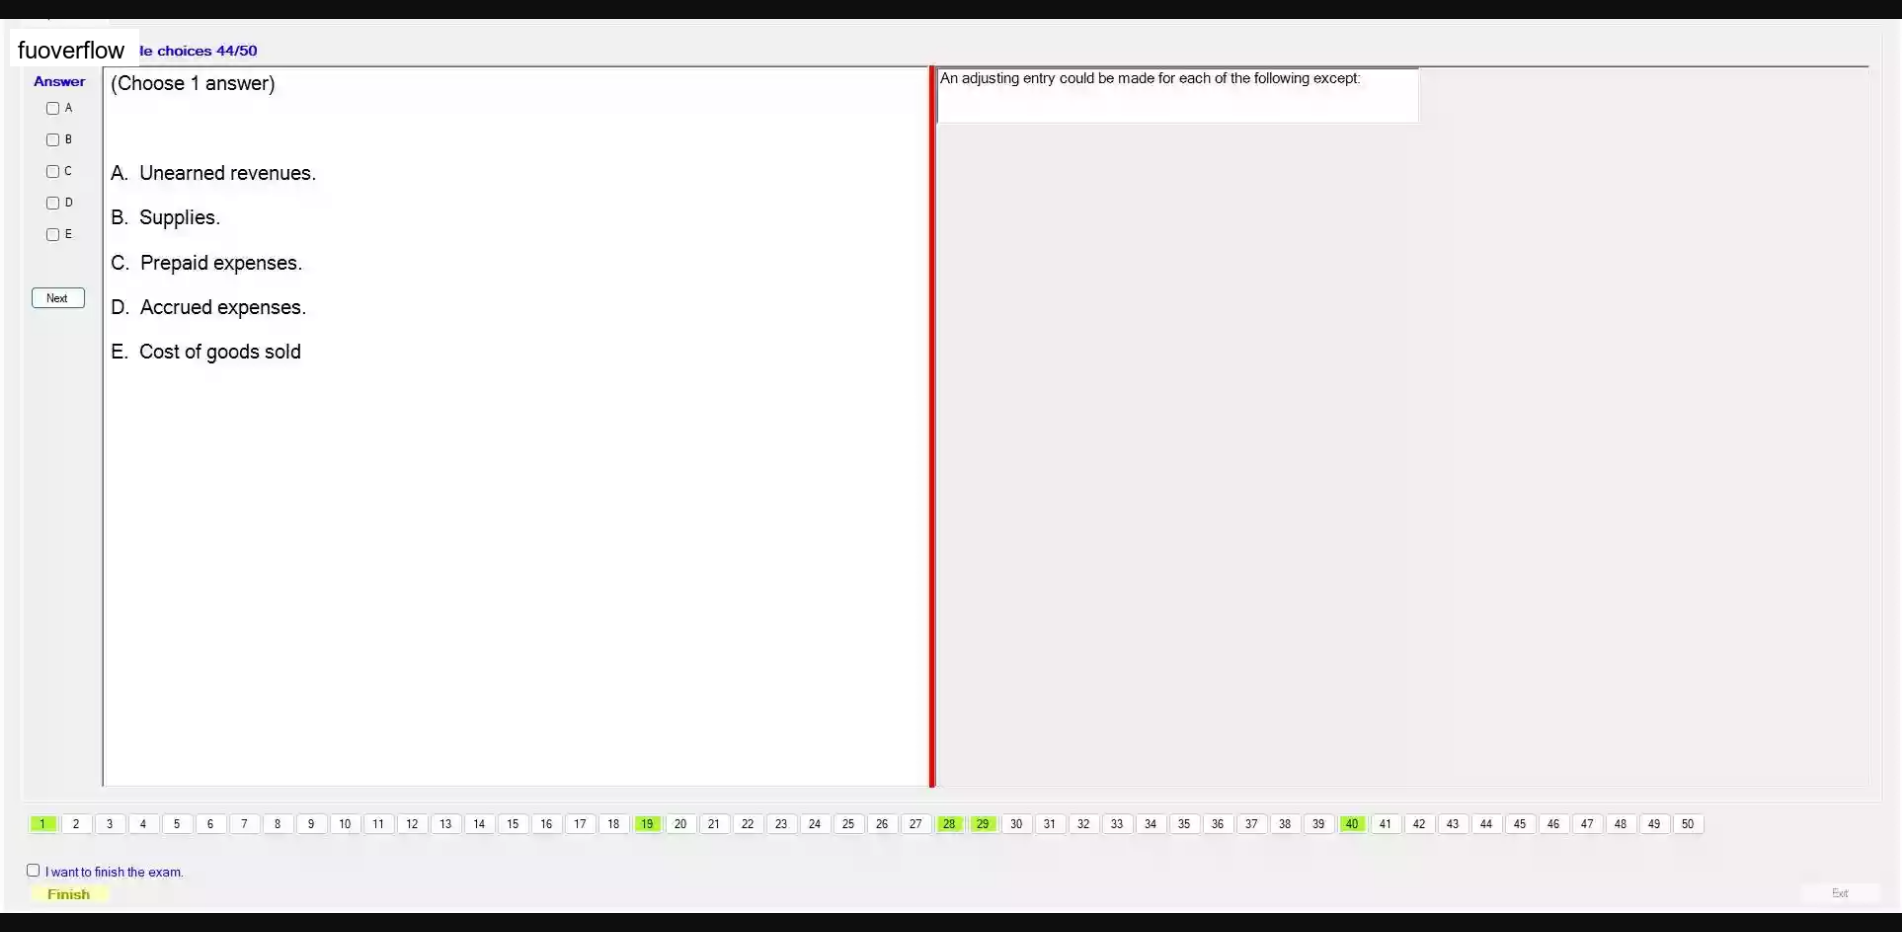 fuoverflow
le choices 44/50
Answer
A
B
C
D
E
Next
(Choose 1 answer)
A. Unearned revenues.
B. Supplies.
C. Prepaid expenses.
D. Accrued expenses.
E. Cost of goods sold
An adjusting entry could be made for each of the following except:
1 2 3 4 5 6 7 8 9 10 11 12 13 14 15 16 17 18 19 20 21 22 23 24 25 26 27 28 29 30 31 32 33 34 35 36 37 38 39 40 41 42 43 44 45 46 47 48 49 50
I want to finish the exam.
Finish
Exit